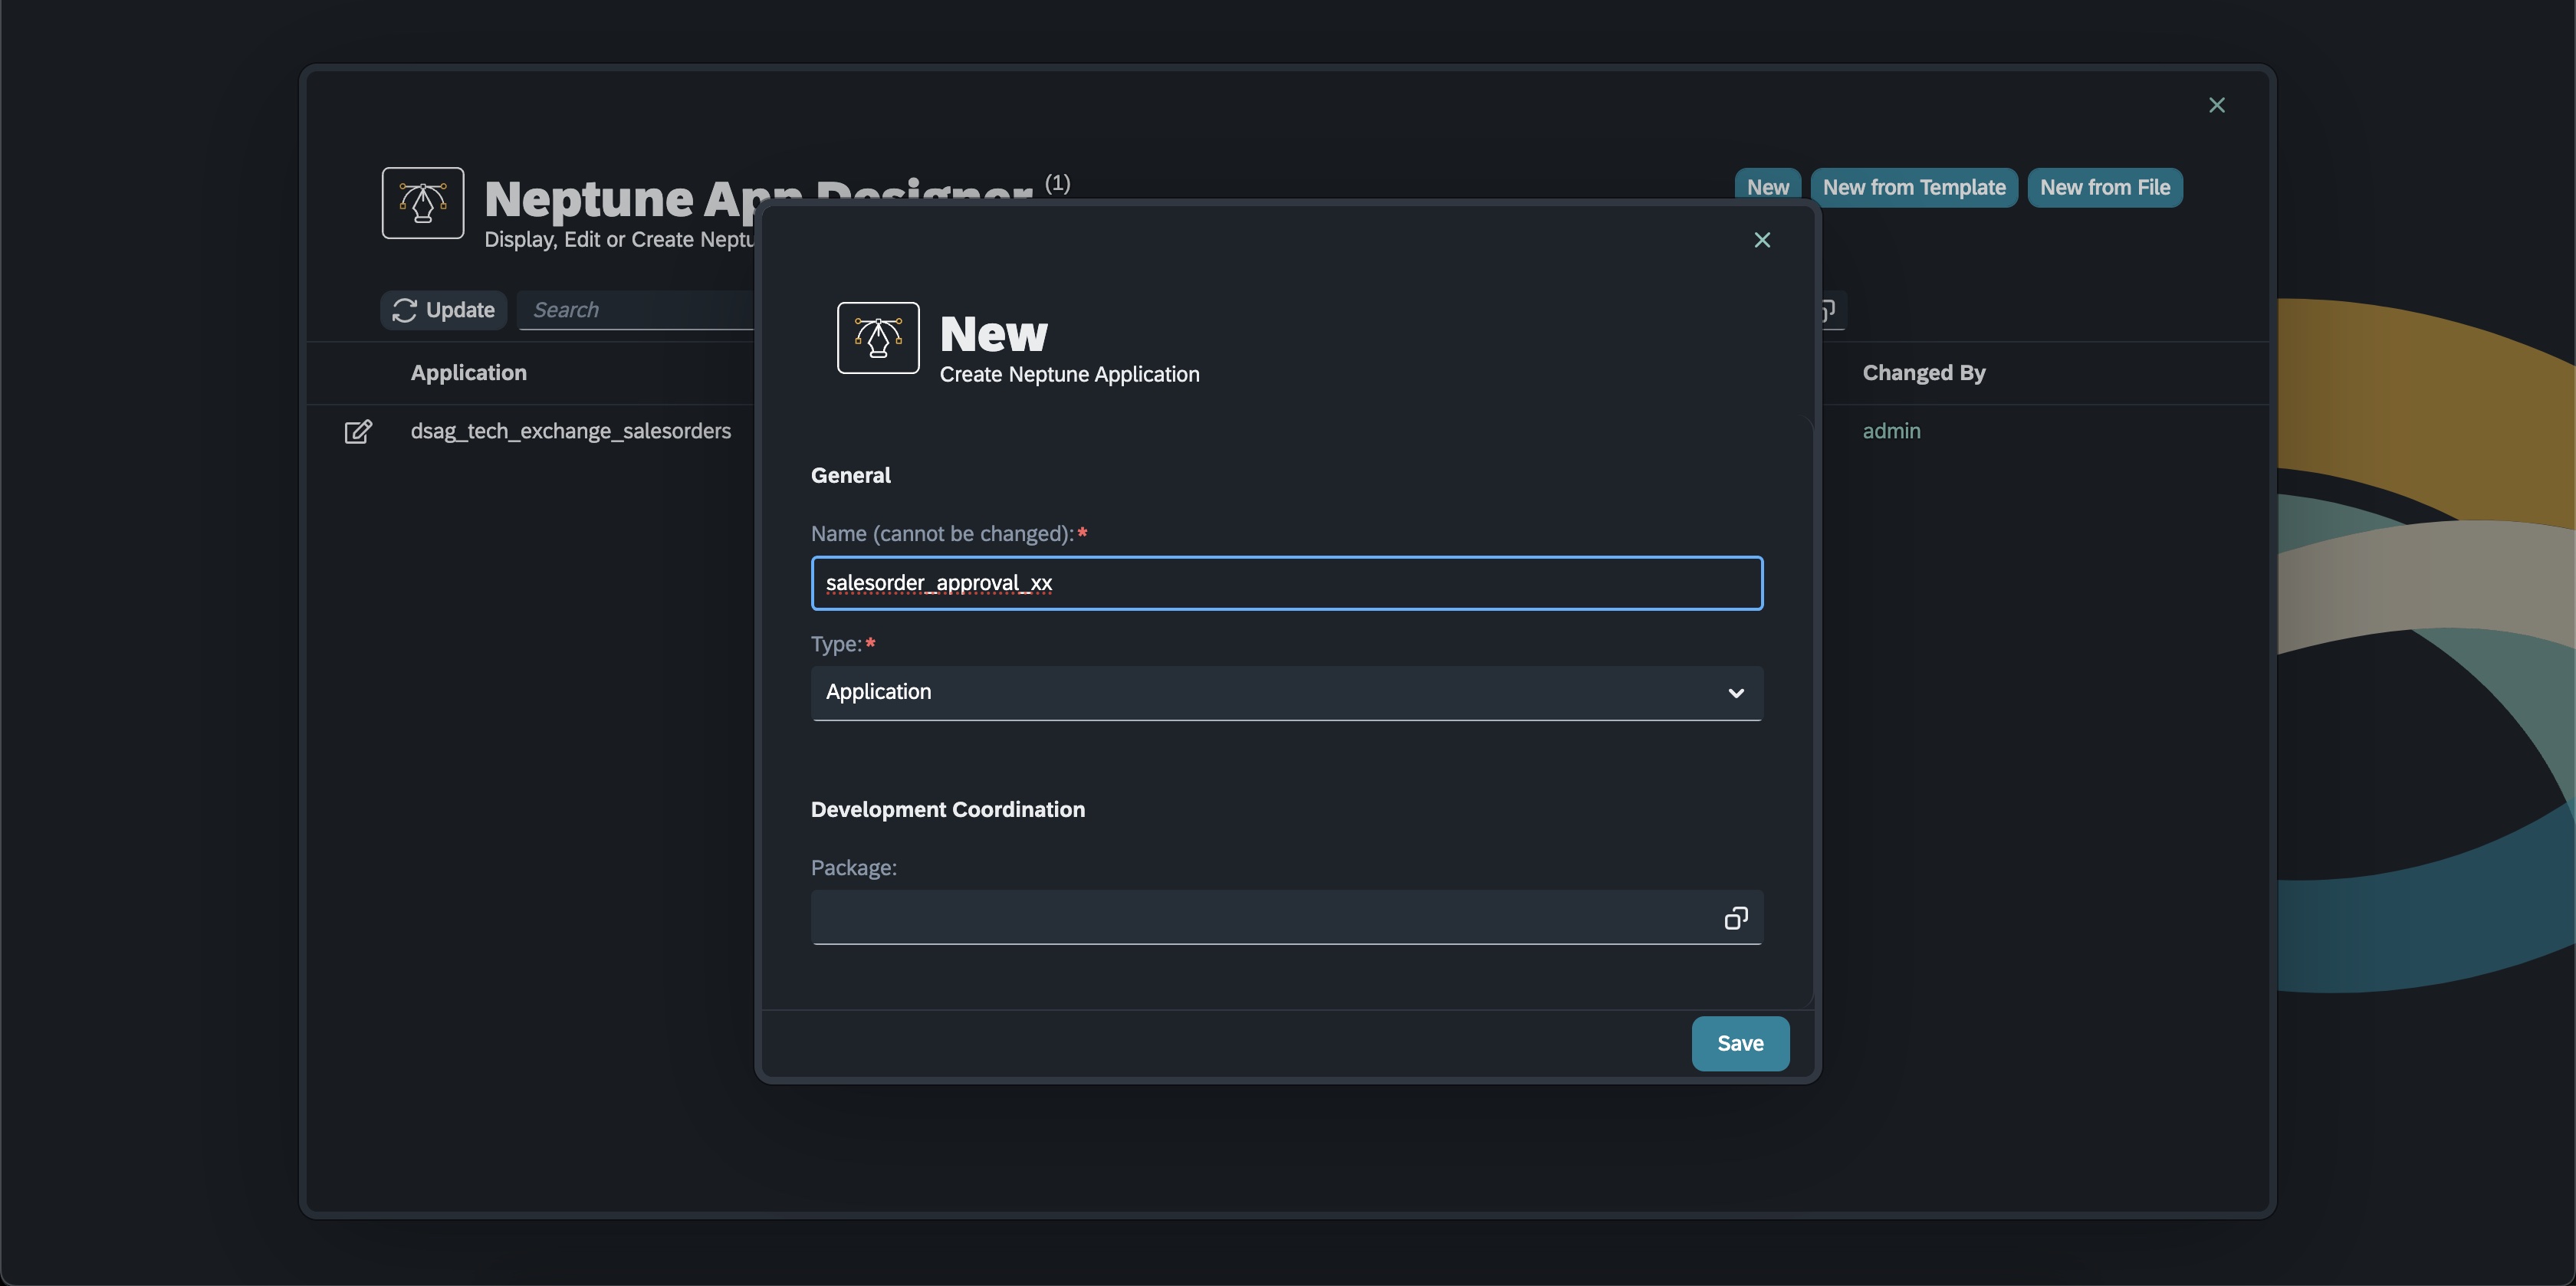 Neptune App Designer (1)
New
New from Template
New from File
Display, Edit or Create Neptu
Update
Search
Application
Changed By
dsag_tech_exchange_salesorders
admin
New
Create Neptune Application
General
Name (cannot be changed):*
salesorder_approval_xx
Type:*
Application
Development Coordination
Package:
Save